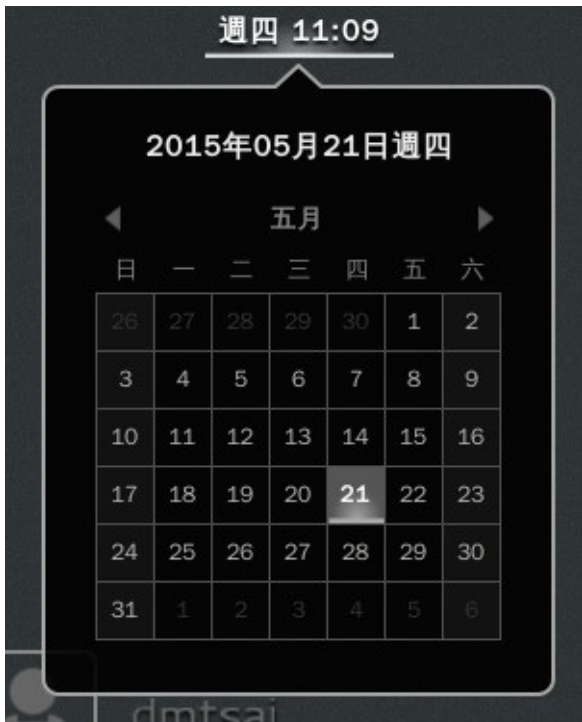 週四 11:09
2015年05月21日週四
五月
日 一 二 三 四 五 六
26 27 28 29 30 1 2
3 4 5 6 7 8 9
10 11 12 13 14 15 16
17 18 19 20 21 22 23
24 25 26 27 28 29 30
31 1 2 3 4 5 6
dmtsai